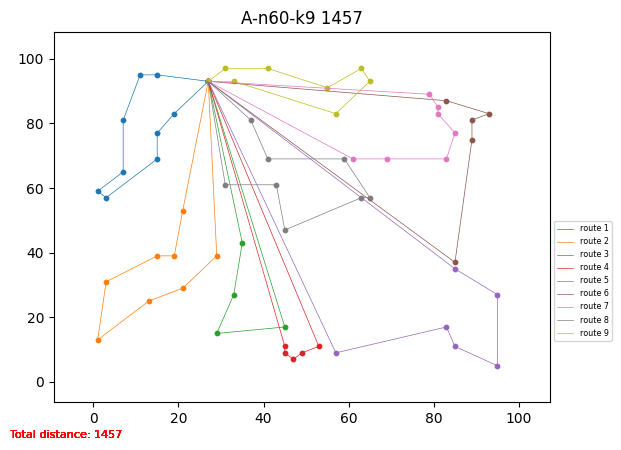 A-n60-k9 1457
100
80
60
40
20
0
0 20 40 60 80 100
route 1
route 2
route 3
route 4
route 5
route 6
route 7
route 8
route 9
Total distance: 1457